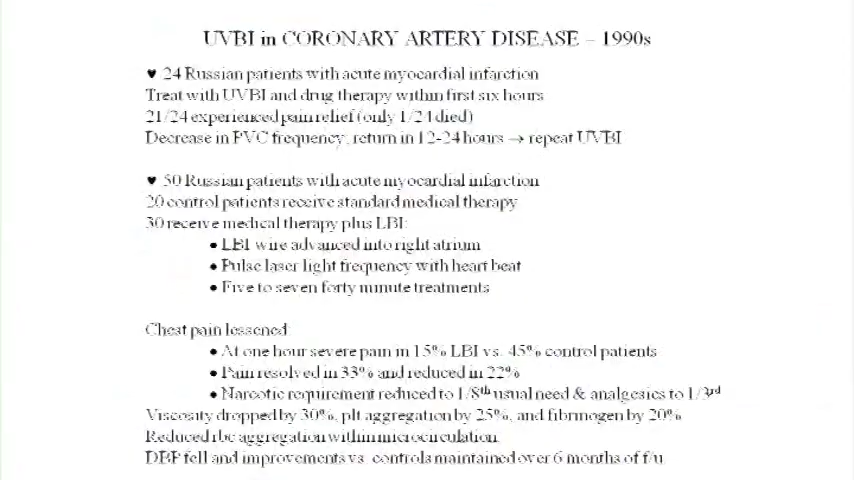 UVBI in CORONARY ARTERY DISEASE – 1990s
♥ 24 Russian patients with acute myocardial infarction
Treat with UVBI and drug therapy within first six hours
21/24 experienced pain relief (only 1/24 died)
Decrease in PVC frequency; return in 12-24 hours → repeat UVBI
♥ 50 Russian patients with acute myocardial infarction
20 control patients receive standard medical therapy
30 receive medical therapy plus LBI:
• LBI wire advanced into right atrium
• Pulse laser light frequency with heart beat
• Five to seven forty minute treatments
Chest pain lessened:
• At one hour severe pain in 15% LBI vs. 45% control patients
• Pain resolved in 33% and reduced in 22%
• Narcotic requirement reduced to 1/8th usual need & analgesics to 1/3rd
Viscosity dropped by 30%, plt aggregation by 25%, and fibrinogen by 20%
Reduced rbc aggregation within microcirculation
DBP fell and improvements vs. controls maintained over 6 months of f/u